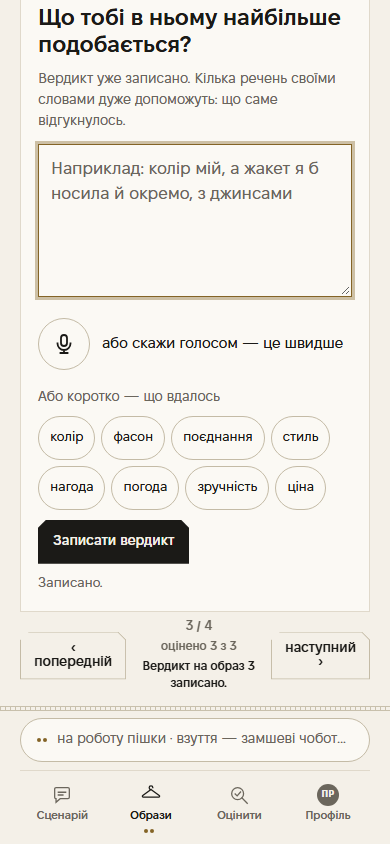 Що тобі в ньому найбільше
подобається?
Вердикт уже записано. Кілька речень своїми
словами дуже допоможуть: що саме
відгукнулось.
Наприклад: колір мій, а жакет я б
носила й окремо, з джинсами
або скажи голосом — це швидше
Або коротко — що вдалось
колір фасон поєднання стиль
нагода погода зручність ціна
Записати вердикт
Записано.
3 / 4
оцінено 3 з 3
‹
попередній
Вердикт на образ 3
записано.
наступний
›
на роботу пішки · взуття — замшеві чобот...
Сценарій Образи Оцінити ПР Профіль